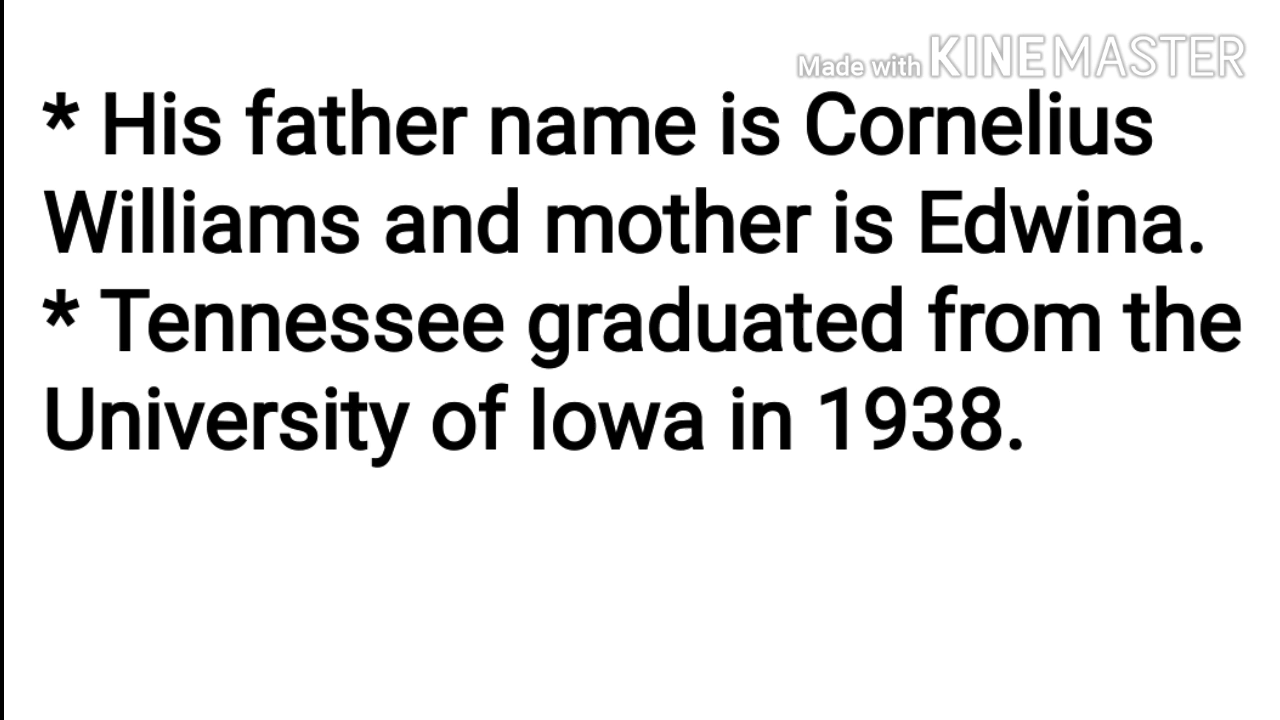 Made with KINEMASTER
* His father name is Cornelius
Williams and mother is Edwina.
* Tennessee graduated from the
University of Iowa in 1938.